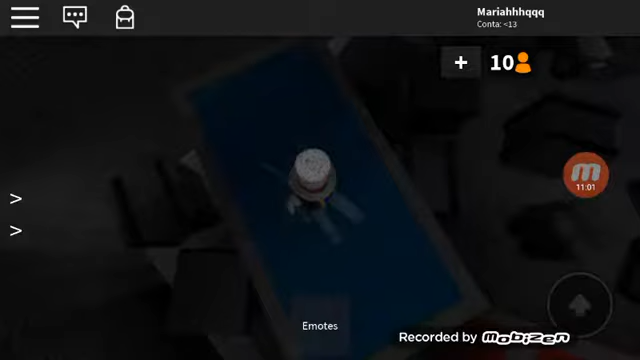 Mariahhhqqq
Conta: <13
+ 10
11:01
>
>
Emotes
Recorded by Mobizen